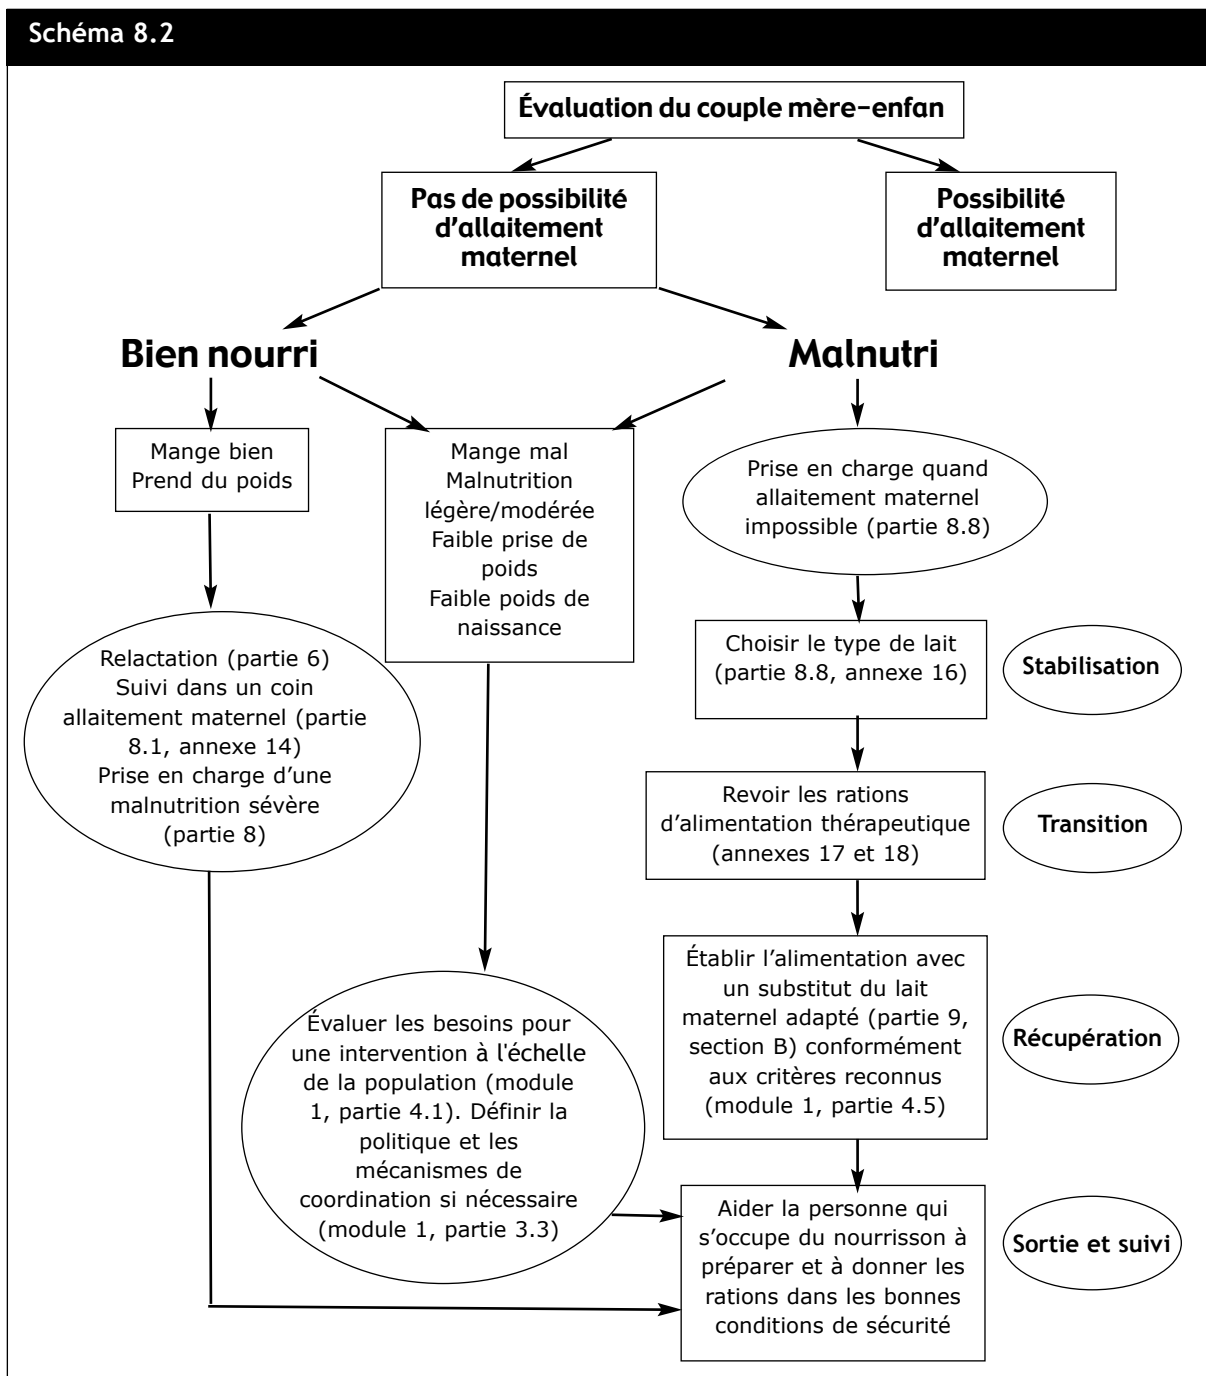 Schéma 8.2
Évaluation du couple mère-enfan
Pas de possibilité
d'allaitement
maternel
Possibilité
d'allaitement
maternel
Bien nourri
Malnutri
Mange bien
Prend du poids
Mange mal
Malnutrition
légère/modérée
Faible prise de
poids
Faible poids de
naissance
Prise en charge quand
allaitement maternel
impossible (partie 8.8)
Relactation (partie 6)
Suivi dans un coin
allaitement maternel (partie
8.1, annexe 14)
Prise en charge d'une
malnutrition sévère
(partie 8)
Choisir le type de lait
(partie 8.8, annexe 16)
Stabilisation
Revoir les rations
d'alimentation thérapeutique
(annexes 17 et 18)
Transition
Établir l'alimentation avec
un substitut du lait
maternel adapté (partie 9,
section B) conformément
aux critères reconnus
(module 1, partie 4.5)
Récupération
Évaluer les besoins pour
une intervention à l'échelle
de la population (module
1, partie 4.1). Définir la
politique et les
mécanismes de
coordination si nécessaire
(module 1, partie 3.3)
Aider la personne qui
s'occupe du nourrisson à
préparer et à donner les
rations dans les bonnes
conditions de sécurité
Sortie et suivi